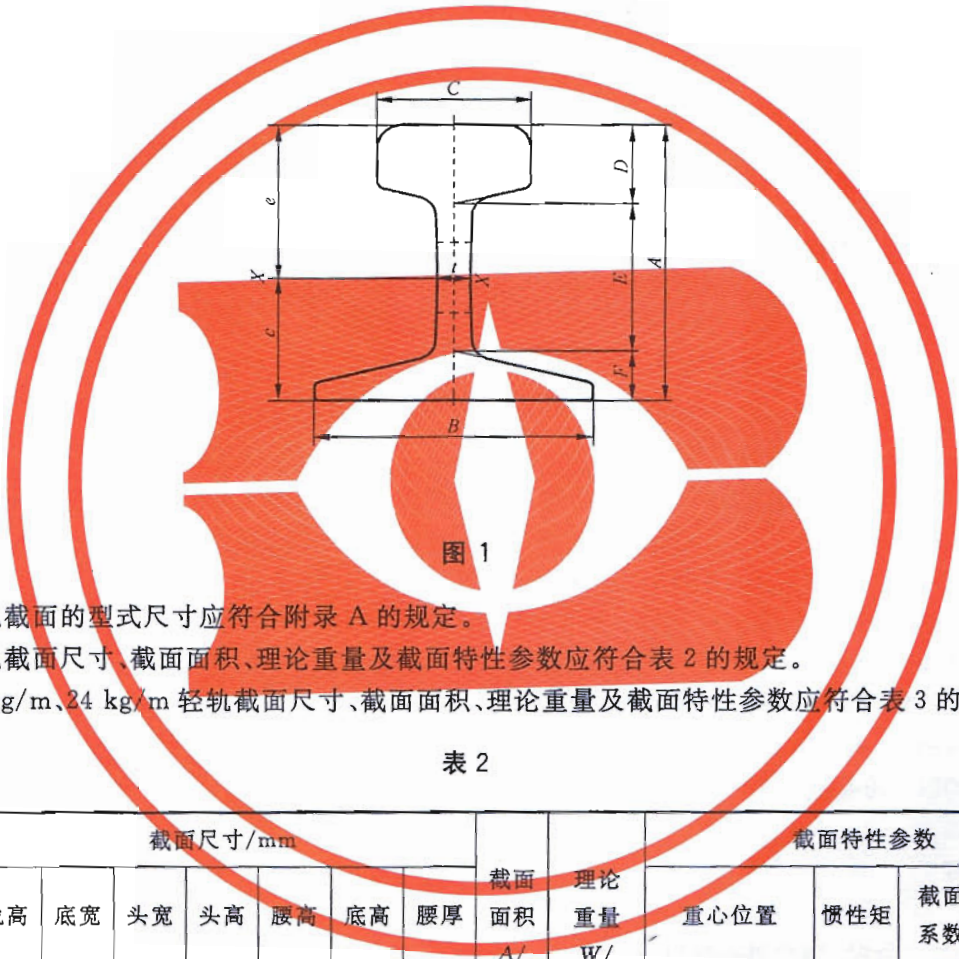 C
D
e
A
E
X
t
X
c
F
B
图 1
截面的型式尺寸应符合附录 A 的规定。
截面尺寸、截面面积、理论重量及截面特性参数应符合表 2 的规定。
g/m、24 kg/m 轻轨截面尺寸、截面面积、理论重量及截面特性参数应符合表 3 的
表 2
截面尺寸/mm
截面特性参数
高 底宽 头宽 头高 腰高 底高 腰厚 截面面积 A/ 理论重量 W/ 重心位置 惯性矩 截面系数